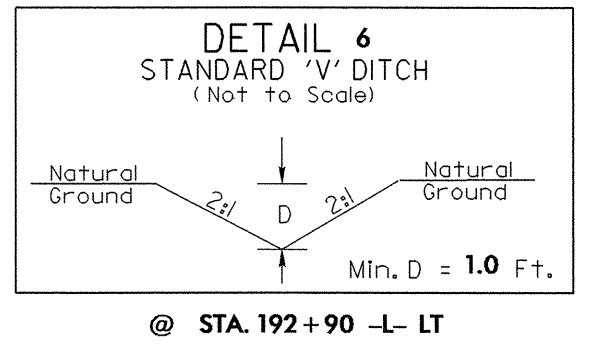 DETAIL 6
STANDARD 'V' DITCH
(Not to Scale)
Natural
Ground
2:1
D
2:1
Natural
Ground
Min. D = 1.0 Ft.
@ STA. 192+90 -L- LT